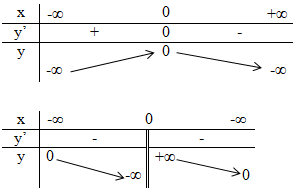 x -∞ 0 +∞
y' + 0 -
y 0
-∞ -∞
x -∞ 0 -∞
y' - -
y 0 -∞ +∞ 0